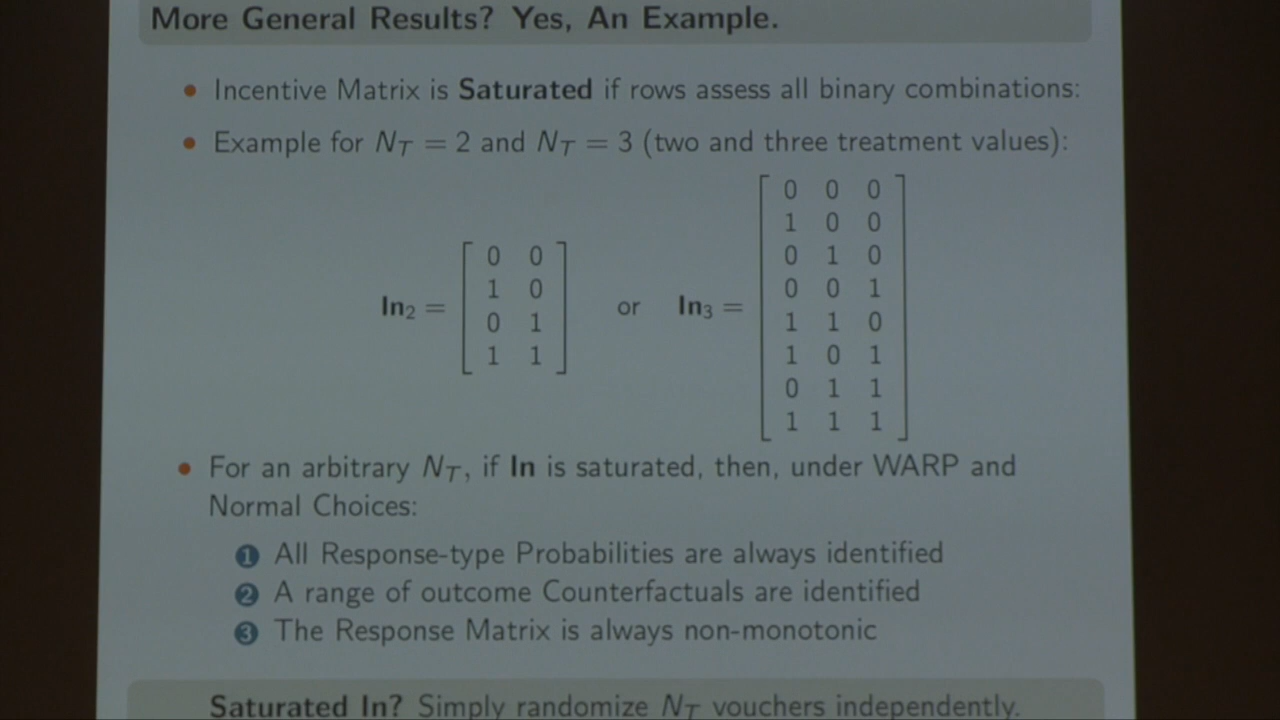 More General Results? Yes, An Example.
• Incentive Matrix is Saturated if rows assess all binary combinations:
• Example for N_T = 2 and N_T = 3 (two and three treatment values):
0 0 0
1 0 0
0 0 0 1 0
1 0 0 0 1
In₂ = or In₃ =
0 1 1 1 0
1 1 1 0 1
0 1 1
1 1 1
• For an arbitrary N_T, if In is saturated, then, under WARP and
Normal Choices:
1 All Response-type Probabilities are always identified
2 A range of outcome Counterfactuals are identified
3 The Response Matrix is always non-monotonic
Saturated In? Simply randomize N_T vouchers independently.